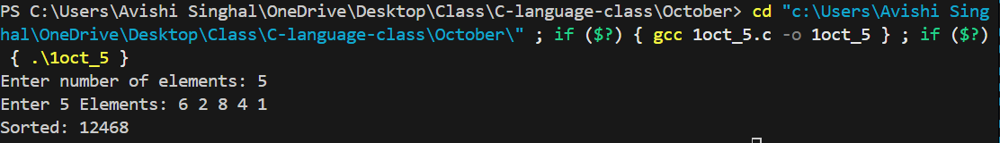 PS C:\Users\Avishi Singhal\OneDrive\Desktop\Class\C-language-class\October> cd "c:\Users\Avishi Sing
hal\OneDrive\Desktop\Class\C-language-class\October\" ; if ($?) { gcc 1oct_5.c -o 1oct_5 } ; if ($?)
 { .\1oct_5 }
Enter number of elements: 5
Enter 5 Elements: 6 2 8 4 1
Sorted: 12468